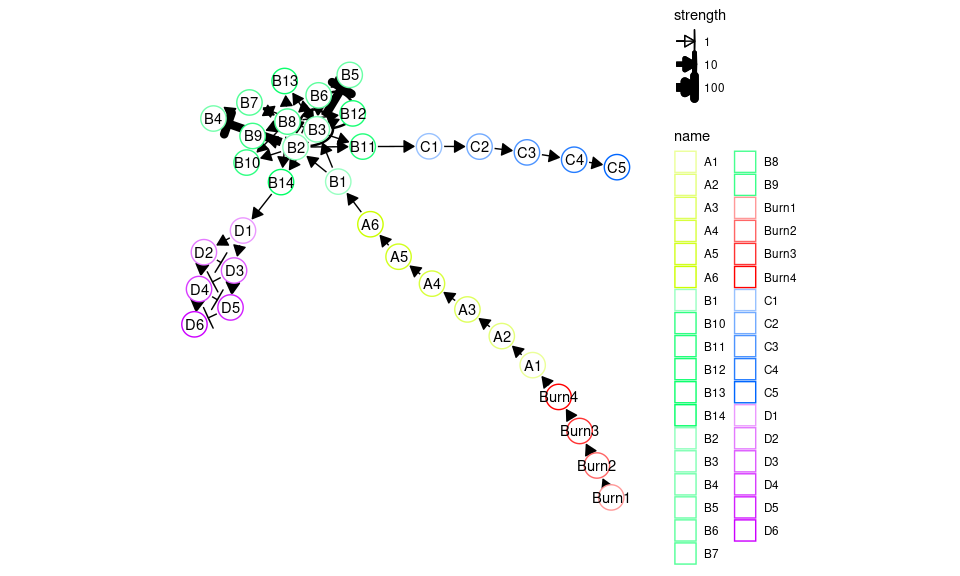 strength
1
10
100
name
A1 B8
A2 B9
A3 Burn1
A4 Burn2
A5 Burn3
A6 Burn4
B1 C1
B10 C2
B11 C3
B12 C4
B13 C5
B14 D1
B2 D2
B3 D3
B4 D4
B5 D5
B6 D6
B7
B5
B13
B6
B7
B12
B4
B8
B3
B9
B2
B11
C1
C2
C3
C4
C5
B10
B14
B1
A6
D1
D2
A5
D3
A4
D4
D5
A3
D6
A2
A1
Burn4
Burn3
Burn2
Burn1